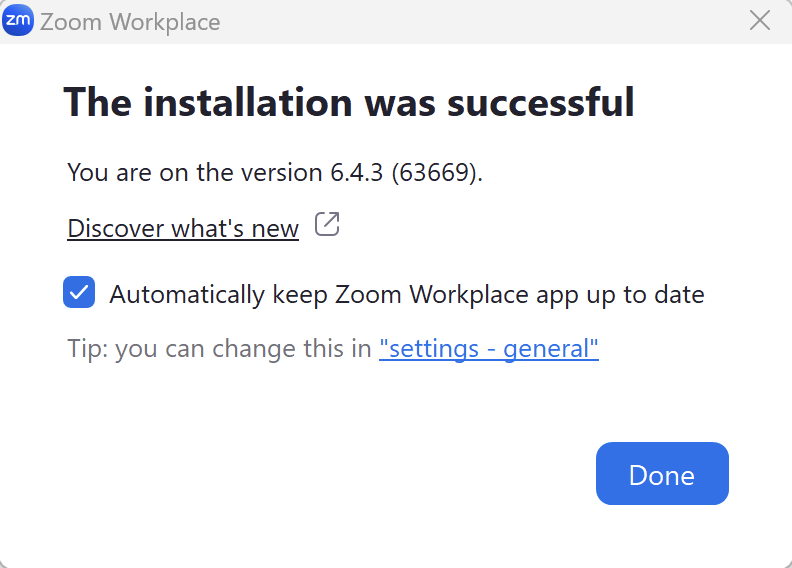 zm Zoom Workplace
The installation was successful
You are on the version 6.4.3 (63669).
Discover what's new
Automatically keep Zoom Workplace app up to date
Tip: you can change this in "settings - general"
Done